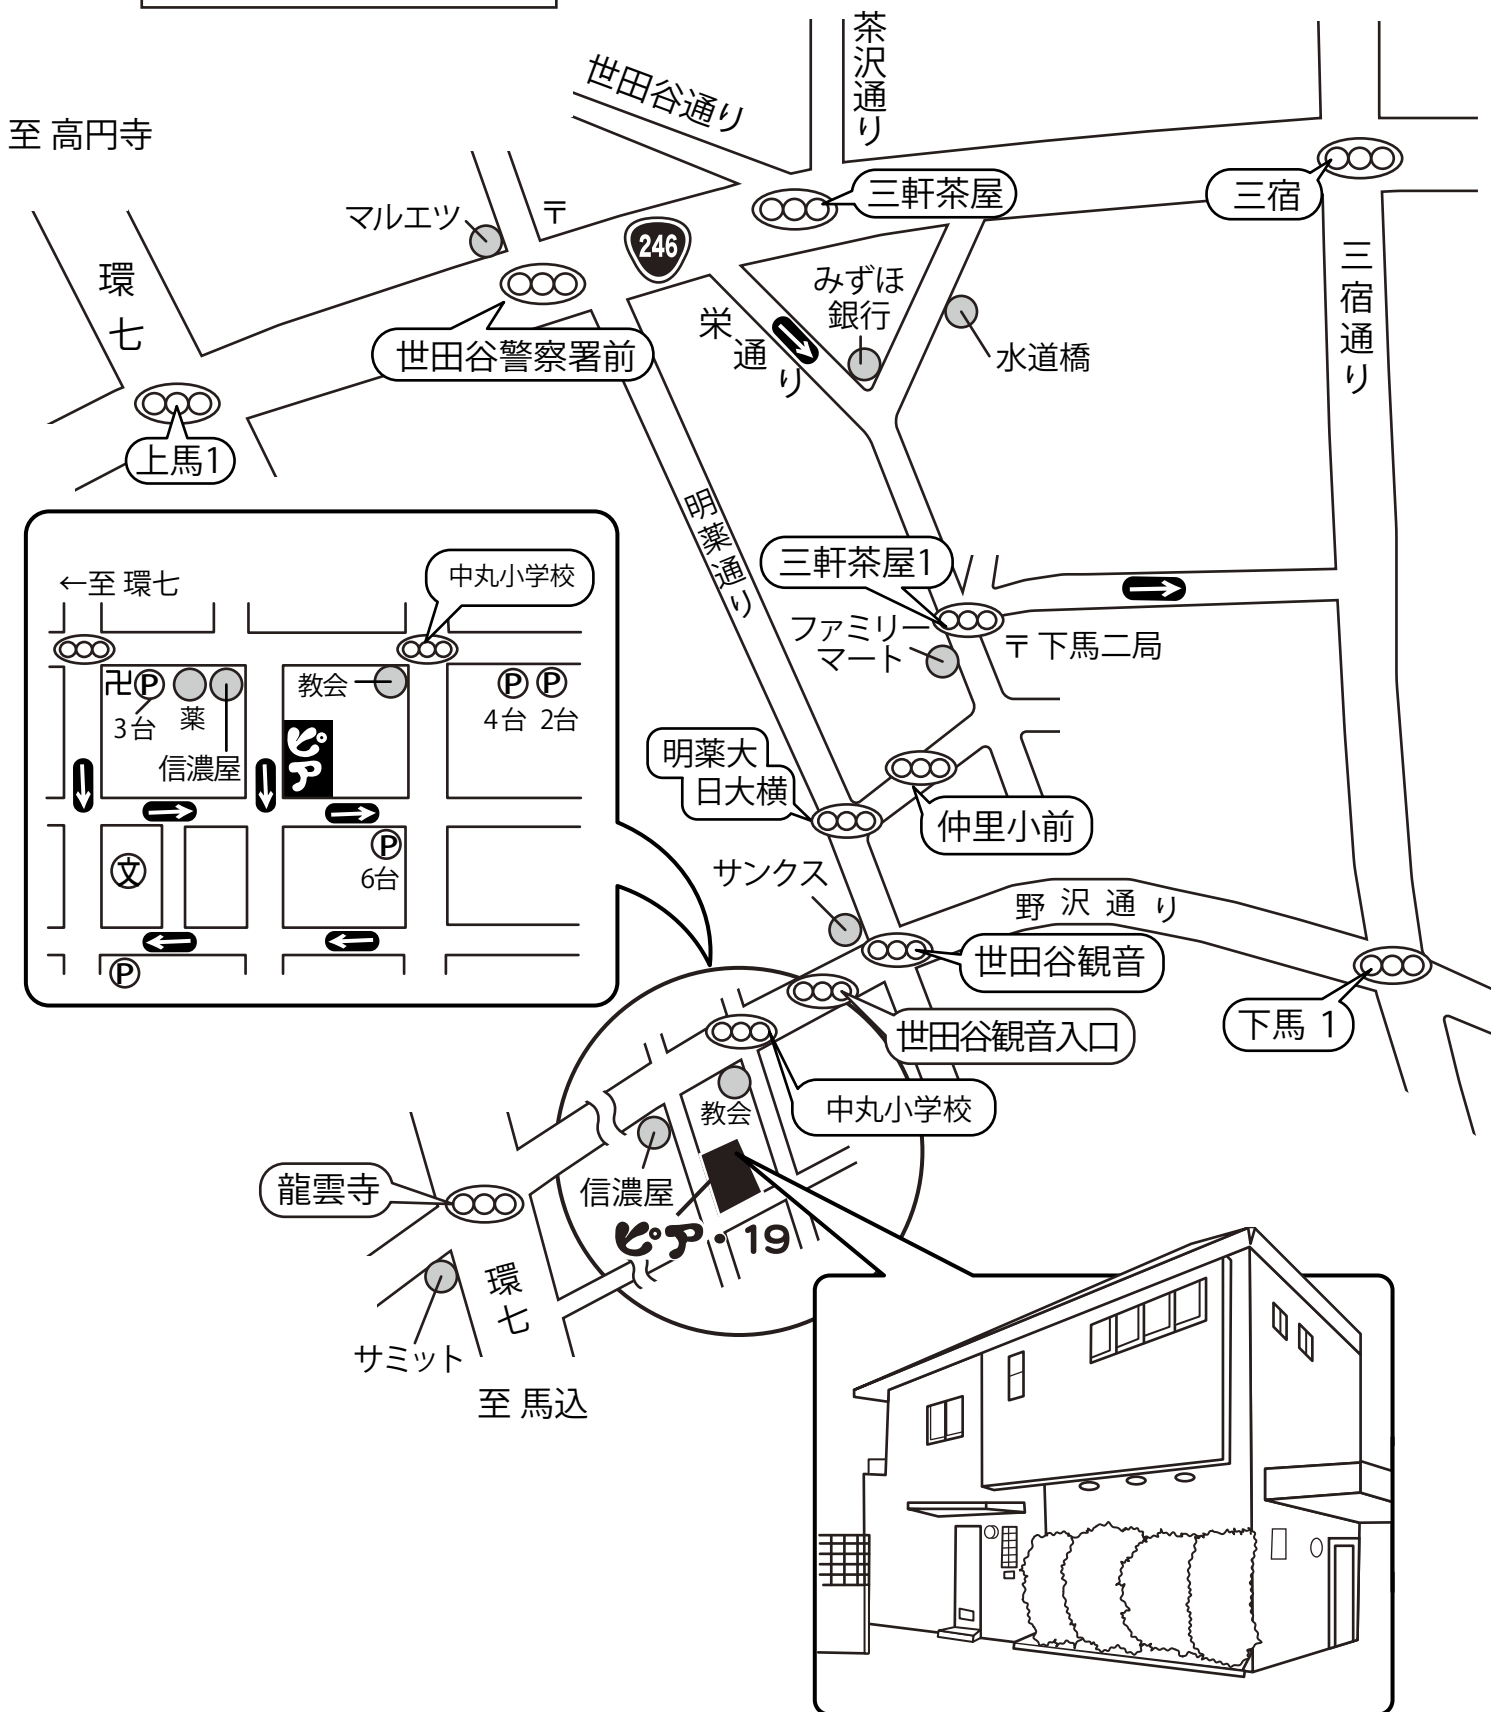 茶沢通り
世田谷通り
至 高円寺
三軒茶屋
三宿
マルエツ
〒
246
環七
みずほ
銀行
三宿通り
栄通り
水道橋
世田谷警察署前
上馬1
明薬通り
三軒茶屋1
ファミリー
マート
〒 下馬二局
←至 環七
中丸小学校
卍
P
3台
薬
信濃屋
教会
ピア
P
4台
P
2台
文
P
6台
P
明薬大
日大横
仲里小前
サンクス
野沢通り
世田谷観音
下馬 1
世田谷観音入口
中丸小学校
教会
信濃屋
ピア・19
龍雲寺
環七
サミット
至 馬込